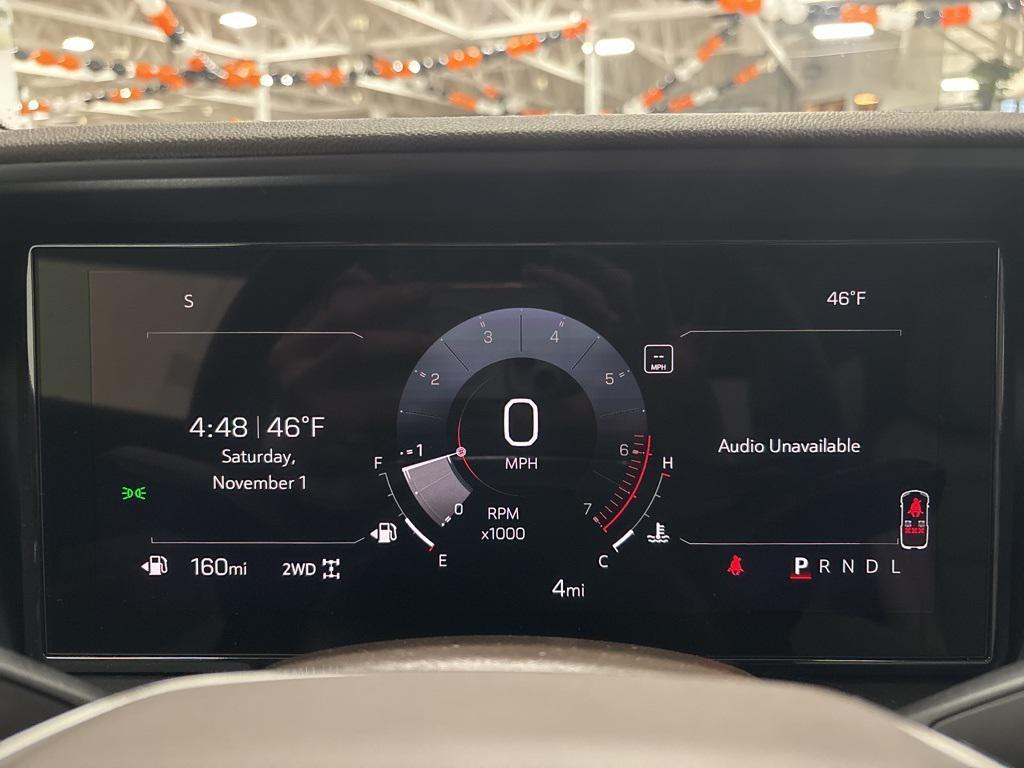 S
46°F
3 4
2 5
--
MPH
4:48 | 46°F
0
Audio Unavailable
Saturday,
1 6
MPH
F H
November 1
0 7
RPM
x1000
E C
160mi
2WD
P R N D L
4mi